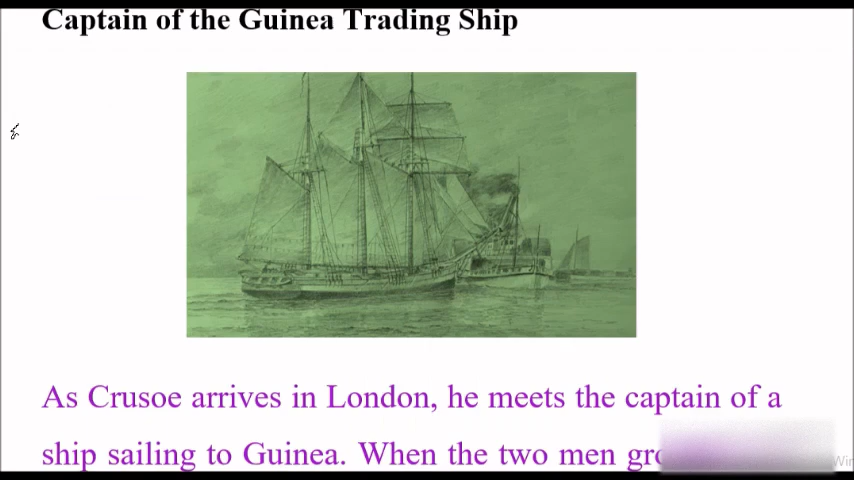 Captain of the Guinea Trading Ship
As Crusoe arrives in London, he meets the captain of a
ship sailing to Guinea. When the two men